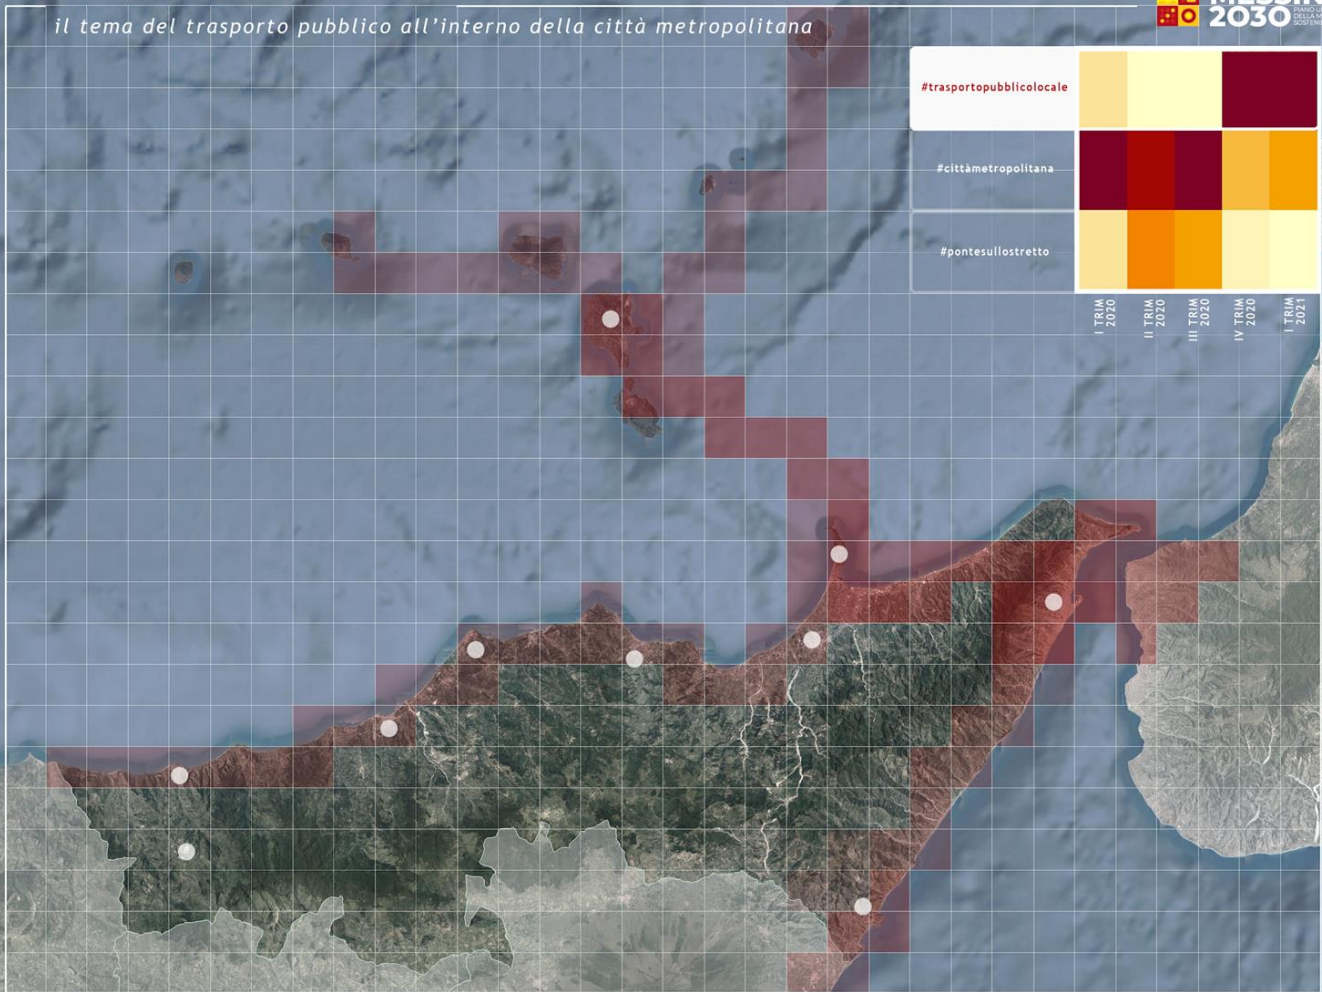 il tema del trasporto pubblico all'interno della città metropolitana
2030
#trasportopubblicolocale
#cittàmetropolitana
#pontesullostretto
I TRIM
2020
II TRIM
2020
III TRIM
2020
IV TRIM
2020
I TRIM
2021